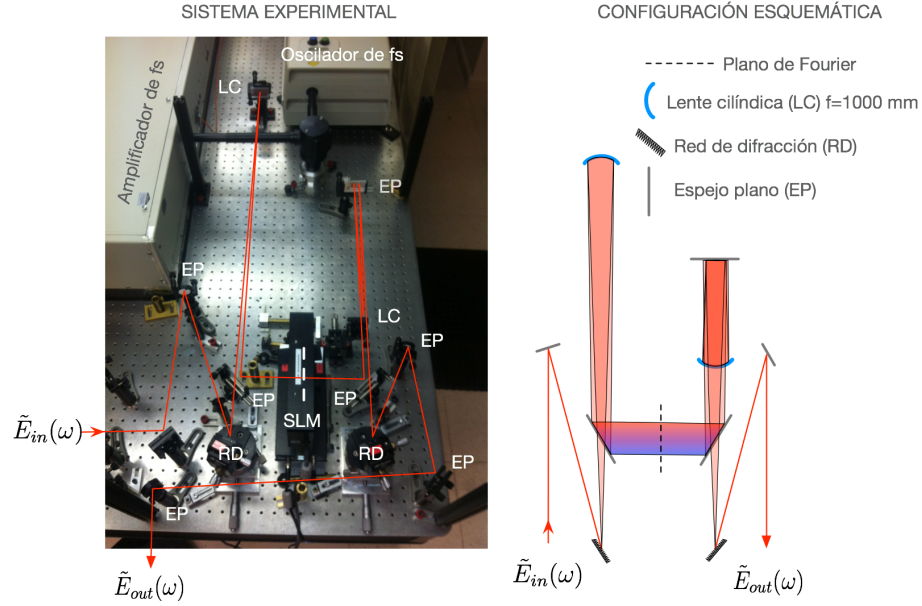 SISTEMA EXPERIMENTAL
CONFIGURACIÓN ESQUEMÁTICA
Oscilador de fs
LC
Amplificador de fs
EP
EP
LC
EP
EP
EP
SLM
RD
RD
EP
EP
Ẽin(ω)
Ẽout(ω)
Plano de Fourier
Lente cilíndica (LC) f=1000 mm
Red de difracción (RD)
Espejo plano (EP)
Ẽin(ω)
Ẽout(ω)